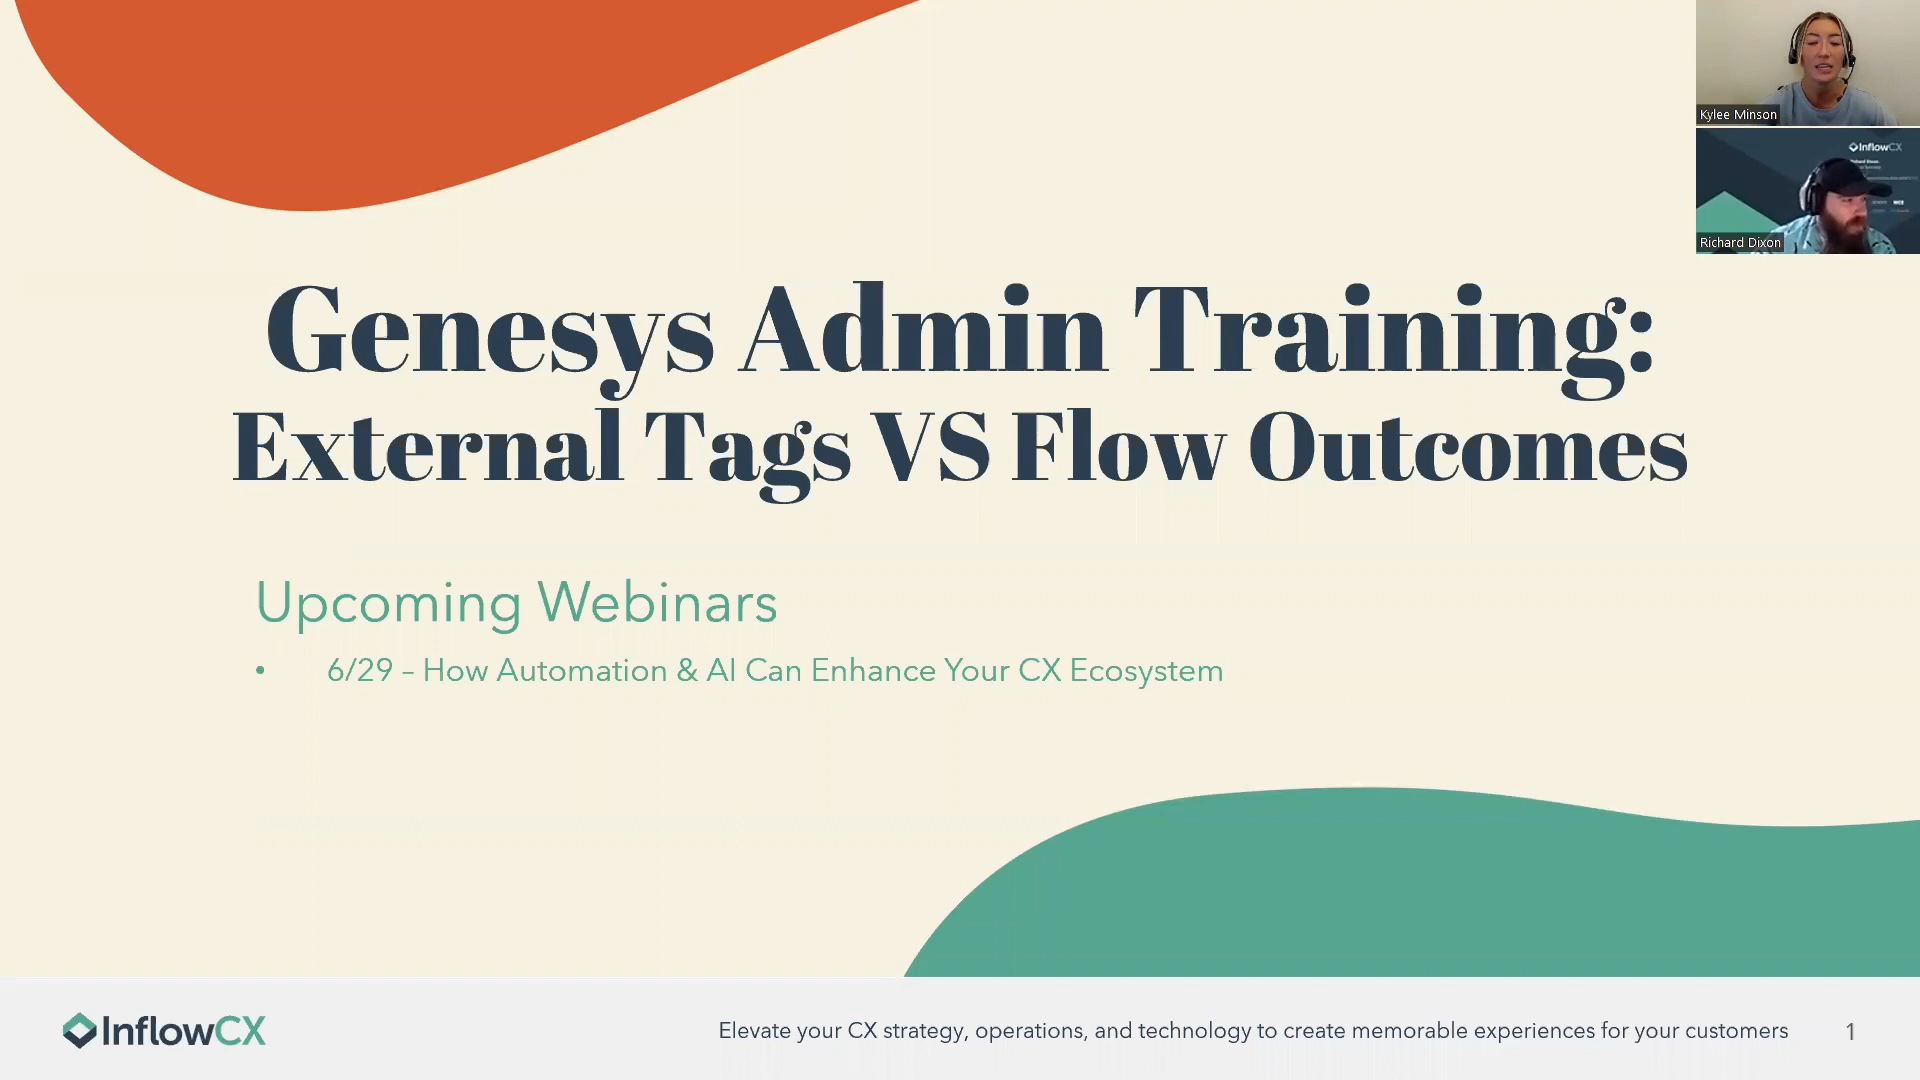 Genesys Admin Training:
External Tags VS Flow Outcomes
Upcoming Webinars
• 6/29 – How Automation & AI Can Enhance Your CX Ecosystem
Kylee Minson
InflowCX
Richard Dixon
InflowCX
Elevate your CX strategy, operations, and technology to create memorable experiences for your customers
1